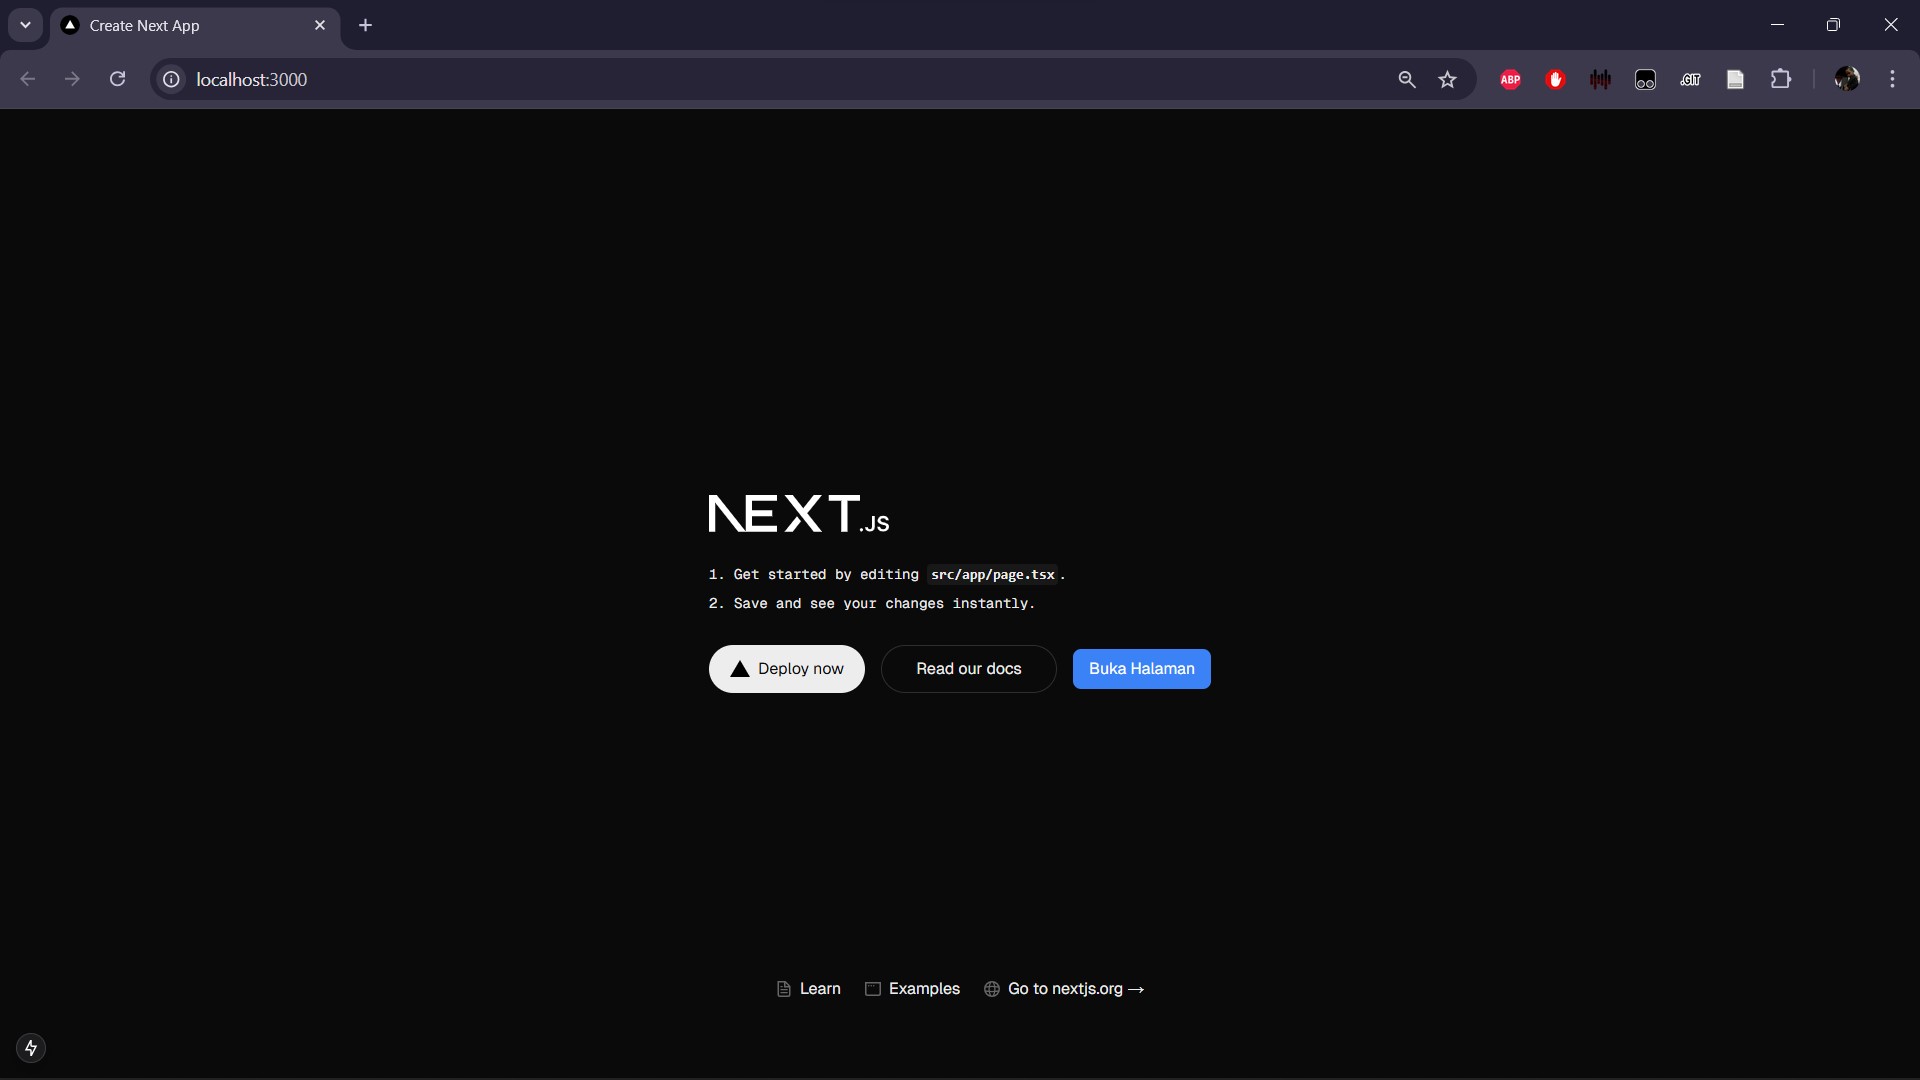 Create Next App
localhost:3000
ABP
.GIT
NEXT.JS
1. Get started by editing src/app/page.tsx.
2. Save and see your changes instantly.
Deploy now
Read our docs
Buka Halaman
Learn
Examples
Go to nextjs.org →